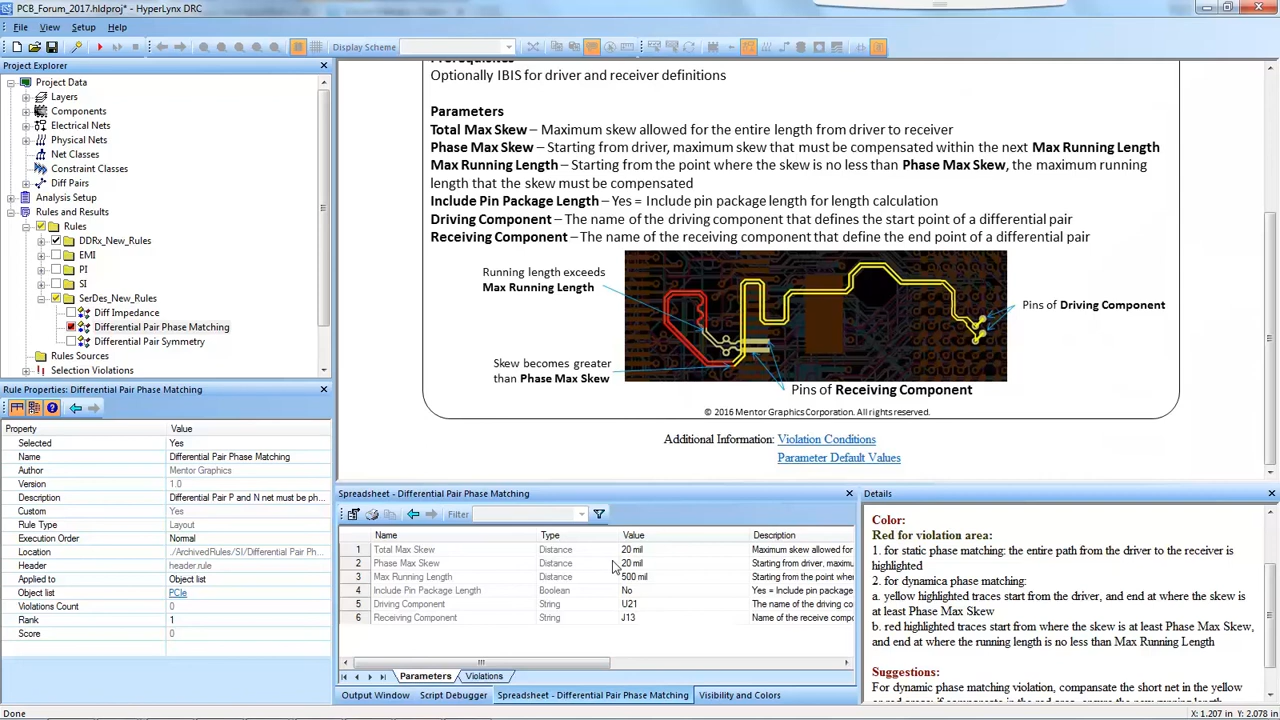 PCB_Forum_2017.hldproj* - HyperLynx DRC
File View Setup Help
Display Scheme
Project Explorer
Project Data
Layers
Components
Electrical Nets
Physical Nets
Net Classes
Constraint Classes
Diff Pairs
Analysis Setup
Rules and Results
Rules
DDRx_New_Rules
EMI
PI
SI
SerDes_New_Rules
Diff Impedance
Differential Pair Phase Matching
Differential Pair Symmetry
Rules Sources
Selection Violations
Rule Properties: Differential Pair Phase Matching
Property Value
Selected Yes
Name Differential Pair Phase Matching
Author Mentor Graphics
Version 1.0
Description Differential Pair P and N net must be ph...
Custom Yes
Rule Type Layout
Execution Order Normal
Location ./ArchivedRules/SI/Differential Pair Ph...
Header header.rule
Applied to Object list
Object list PCIe
Violations Count 0
Rank 1
Score 0
Prerequisites
Optionally IBIS for driver and receiver definitions
Parameters
Total Max Skew – Maximum skew allowed for the entire length from driver to receiver
Phase Max Skew – Starting from driver, maximum skew that must be compensated within the next Max Running Length
Max Running Length – Starting from the point where the skew is no less than Phase Max Skew, the maximum running
length that the skew must be compensated
Include Pin Package Length – Yes = Include pin package length for length calculation
Driving Component – The name of the driving component that defines the start point of a differential pair
Receiving Component – The name of the receiving component that define the end point of a differential pair
Running length exceeds
Max Running Length
Pins of Driving Component
Skew becomes greater
than Phase Max Skew
Pins of Receiving Component
© 2016 Mentor Graphics Corporation. All rights reserved.
Additional Information: Violation Conditions
Parameter Default Values
Spreadsheet - Differential Pair Phase Matching
Filter
Name Type Value Description
1 Total Max Skew Distance 20 mil Maximum skew allowed for
2 Phase Max Skew Distance 20 mil Starting from driver, maximu
3 Max Running Length Distance 500 mil Starting from the point wher
4 Include Pin Package Length Boolean No Yes = Include pin package
5 Driving Component String U21 The name of the driving co
6 Receiving Component String J13 Name of the receive compo
Parameters Violations
Output Window Script Debugger Spreadsheet - Differential Pair Phase Matching Visibility and Colors
Details
Color:
Red for violation area:
1. for static phase matching: the entire path from the driver to the receiver is
highlighted
2. for dynamica phase matching:
a. yellow highlighted traces start from the driver, and end at where the skew is
at least Phase Max Skew
b. red highlighted traces start from where the skew is at least Phase Max Skew,
and end at where the running length is no less than Max Running Length
Suggestions:
For dynamic phase matching violation, compansate the short net in the yellow
Done
X: 1.207 in Y: 2.078 in